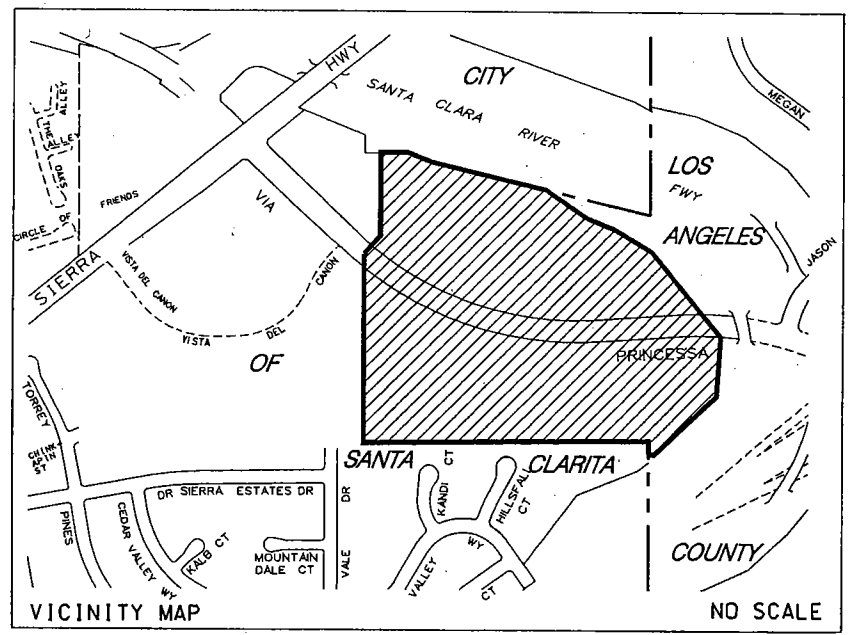 HWY
CITY
SANTA CLARA RIVER
MEGAN
THE ALLEY
ALLEY
OAKS
LOS
FWY
FRIENDS
VIA
CIRCLE OF
ANGELES
JASON
SIERRA
VISTA DEL CANON
CANON
VISTA DEL
PRINCESSA
OF
TORREY
CHINK
APIN
ST
SANTA
CT
CLARITA
KANDI
HILLSFALL
CT
DR SIERRA ESTATES DR
DR
PINES
CEDAR VALLEY WY
KALB CT
MOUNTAIN
DALE CT
VALE
WY
VALLEY
CT
COUNTY
VICINITY MAP
NO SCALE